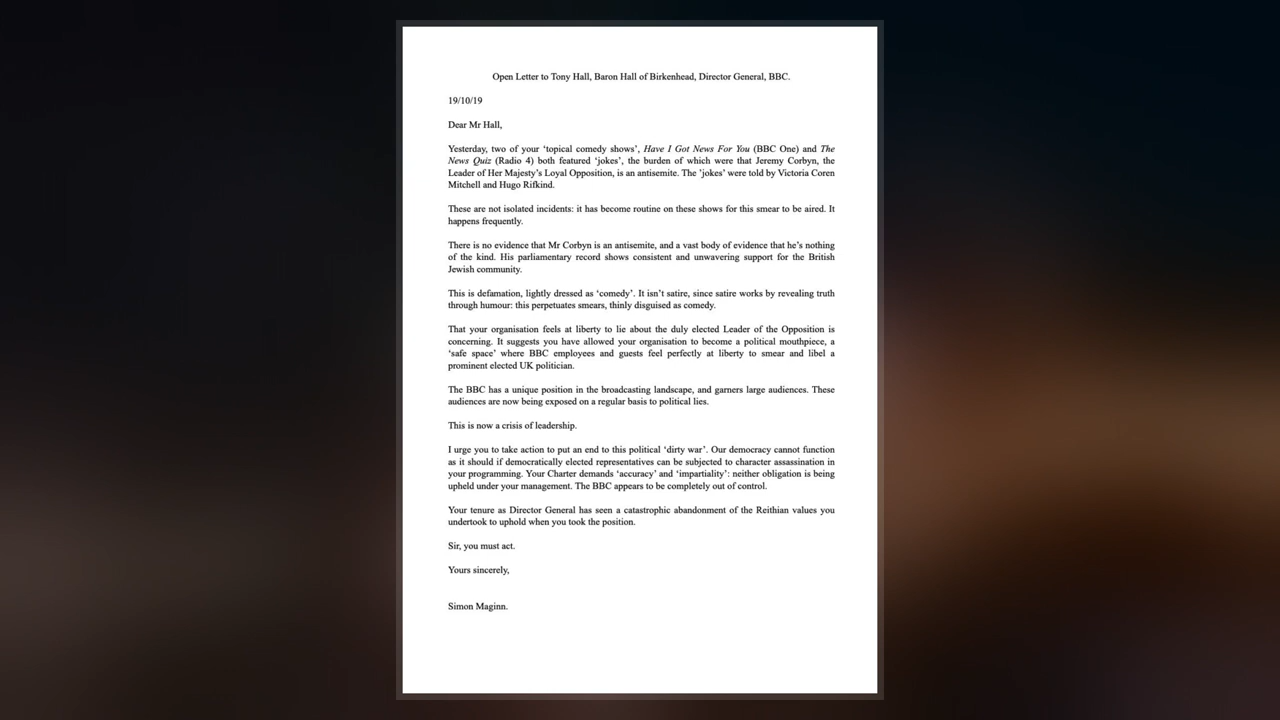 Open Letter to Tony Hall, Baron Hall of Birkenhead, Director General, BBC.
19/10/19
Dear Mr Hall,
Yesterday, two of your ‘topical comedy shows’, Have I Got News For You (BBC One) and The
News Quiz (Radio 4) both featured ‘jokes’, the burden of which were that Jeremy Corbyn, the
Leader of Her Majesty’s Loyal Opposition, is an antisemite. The ’jokes’ were told by Victoria Coren
Mitchell and Hugo Rifkind.
These are not isolated incidents: it has become routine on these shows for this smear to be aired. It
happens frequently.
There is no evidence that Mr Corbyn is an antisemite, and a vast body of evidence that he’s nothing
of the kind. His parliamentary record shows consistent and unwavering support for the British
Jewish community.
This is defamation, lightly dressed as ‘comedy’. It isn’t satire, since satire works by revealing truth
through humour: this perpetuates smears, thinly disguised as comedy.
That your organisation feels at liberty to lie about the duly elected Leader of the Opposition is
concerning. It suggests you have allowed your organisation to become a political mouthpiece, a
‘safe space’ where BBC employees and guests feel perfectly at liberty to smear and libel a
prominent elected UK politician.
The BBC has a unique position in the broadcasting landscape, and garners large audiences. These
audiences are now being exposed on a regular basis to political lies.
This is now a crisis of leadership.
I urge you to take action to put an end to this political ‘dirty war’. Our democracy cannot function
as it should if democratically elected representatives can be subjected to character assassination in
your programming. Your Charter demands ‘accuracy’ and ‘impartiality’: neither obligation is being
upheld under your management. The BBC appears to be completely out of control.
Your tenure as Director General has seen a catastrophic abandonment of the Reithian values you
undertook to uphold when you took the position.
Sir, you must act.
Yours sincerely,
Simon Maginn.